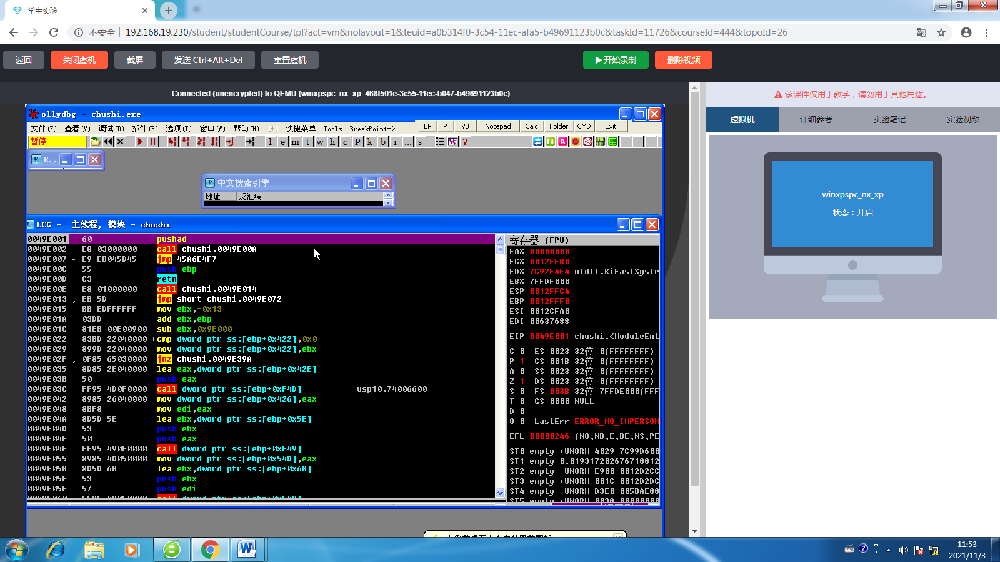 学生实验
不安全 192.168.19.230/student/studentCourse/tpl?act=vm&nolayout=1&teuid=a0b314f0-3c54-11ec-afa5-b49691123b0c&taskId=11726&courseId=444&topoId=26
返回 关闭虚机 截屏 发送 Ctrl+Alt+Del 重置虚机 开始录制 删除视频
Connected (unencrypted) to QEMU (winxpspc_nx_xp_468f501e-3c55-11ec-b047-b49691123b0c)
该课件仅用于教学，请勿用于其他用途。
虚拟机 详细参考 实验笔记 实验视频
winxpspc_nx_xp
状态：开启
ollydbg - chushi.exe
文件(F) 查看(V) 调试(D) 插件(P) 选项(T) 窗口(W) 帮助(H) [+] 快捷菜单 Tools BreakPoint->
BP P VB Notepad Calc Folder CMD Exit
暂停 l e m t w h c p k b r ... s ?
R..
中文搜索引擎
地址 反汇编
LCG - 主线程, 模块 - chushi
0049E001 60 pushad
0049E002 E8 03000000 call chushi.0049E00A
0049E007 - E9 EB045D45 jmp 45A6E4F7
0049E00C 55 push ebp
0049E00D C3 retn
0049E00E E8 01000000 call chushi.0049E014
0049E013 EB 5D jmp short chushi.0049E072
0049E015 BB EDFFFFFF mov ebx,-0x13
0049E01A 03DD add ebx,ebp
0049E01C 81EB 00E00900 sub ebx,0x9E000
0049E022 83BD 22040000 cmp dword ptr ss:[ebp+0x422],0x0
0049E029 899D 22040000 mov dword ptr ss:[ebp+0x422],ebx
0049E02F 0F85 65030000 jnz chushi.0049E39A
0049E035 8D85 2E040000 lea eax,dword ptr ss:[ebp+0x42E]
0049E03B 50 push eax
0049E03C FF95 4D0F0000 call dword ptr ss:[ebp+0xF4D] usp10.74006600
0049E042 8985 26040000 mov dword ptr ss:[ebp+0x426],eax
0049E048 8BF8 mov edi,eax
0049E04A 8D5D 5E lea ebx,dword ptr ss:[ebp+0x5E]
0049E04D 53 push ebx
0049E04E 50 push eax
0049E04F FF95 490F0000 call dword ptr ss:[ebp+0xF49]
0049E055 8985 4D050000 mov dword ptr ss:[ebp+0x54D],eax
0049E05B 8D5D 6B lea ebx,dword ptr ss:[ebp+0x6B]
0049E05E 53 push ebx
0049E05F 57 push edi
寄存器 (FPU)
EAX 00000000
ECX 0012FFB0
EDX 7C92E4F4 ntdll.KiFastSyste
EBX 7FFDF000
ESP 0012FFC4
EBP 0012FFF0
ESI 0012CFA0
EDI 00637688
EIP 0049E001 chushi.<ModuleEnt
C 0 ES 0023 32位 0(FFFFFFFF)
P 1 CS 001B 32位 0(FFFFFFFF)
A 0 SS 0023 32位 0(FFFFFFFF)
Z 1 DS 0023 32位 0(FFFFFFFF)
S 0 FS 003B 32位 7FFDE000(FFF
T 0 GS 0000 NULL
D 0
O 0 LastErr ERROR_NO_IMPERSON
EFL 00000246 (NO,NB,E,BE,NS,PE
ST0 empty +UNORM 4029 7C99D600
ST1 empty 0.0193172026767188​12
ST2 empty -UNORM E900 0012D2CC
ST3 empty +UNORM 001C 0012D2DC
ST4 empty -UNORM D3E0 005BAE88
ST5 empty +UNORM 0038 00000000
11:53
2021/11/3